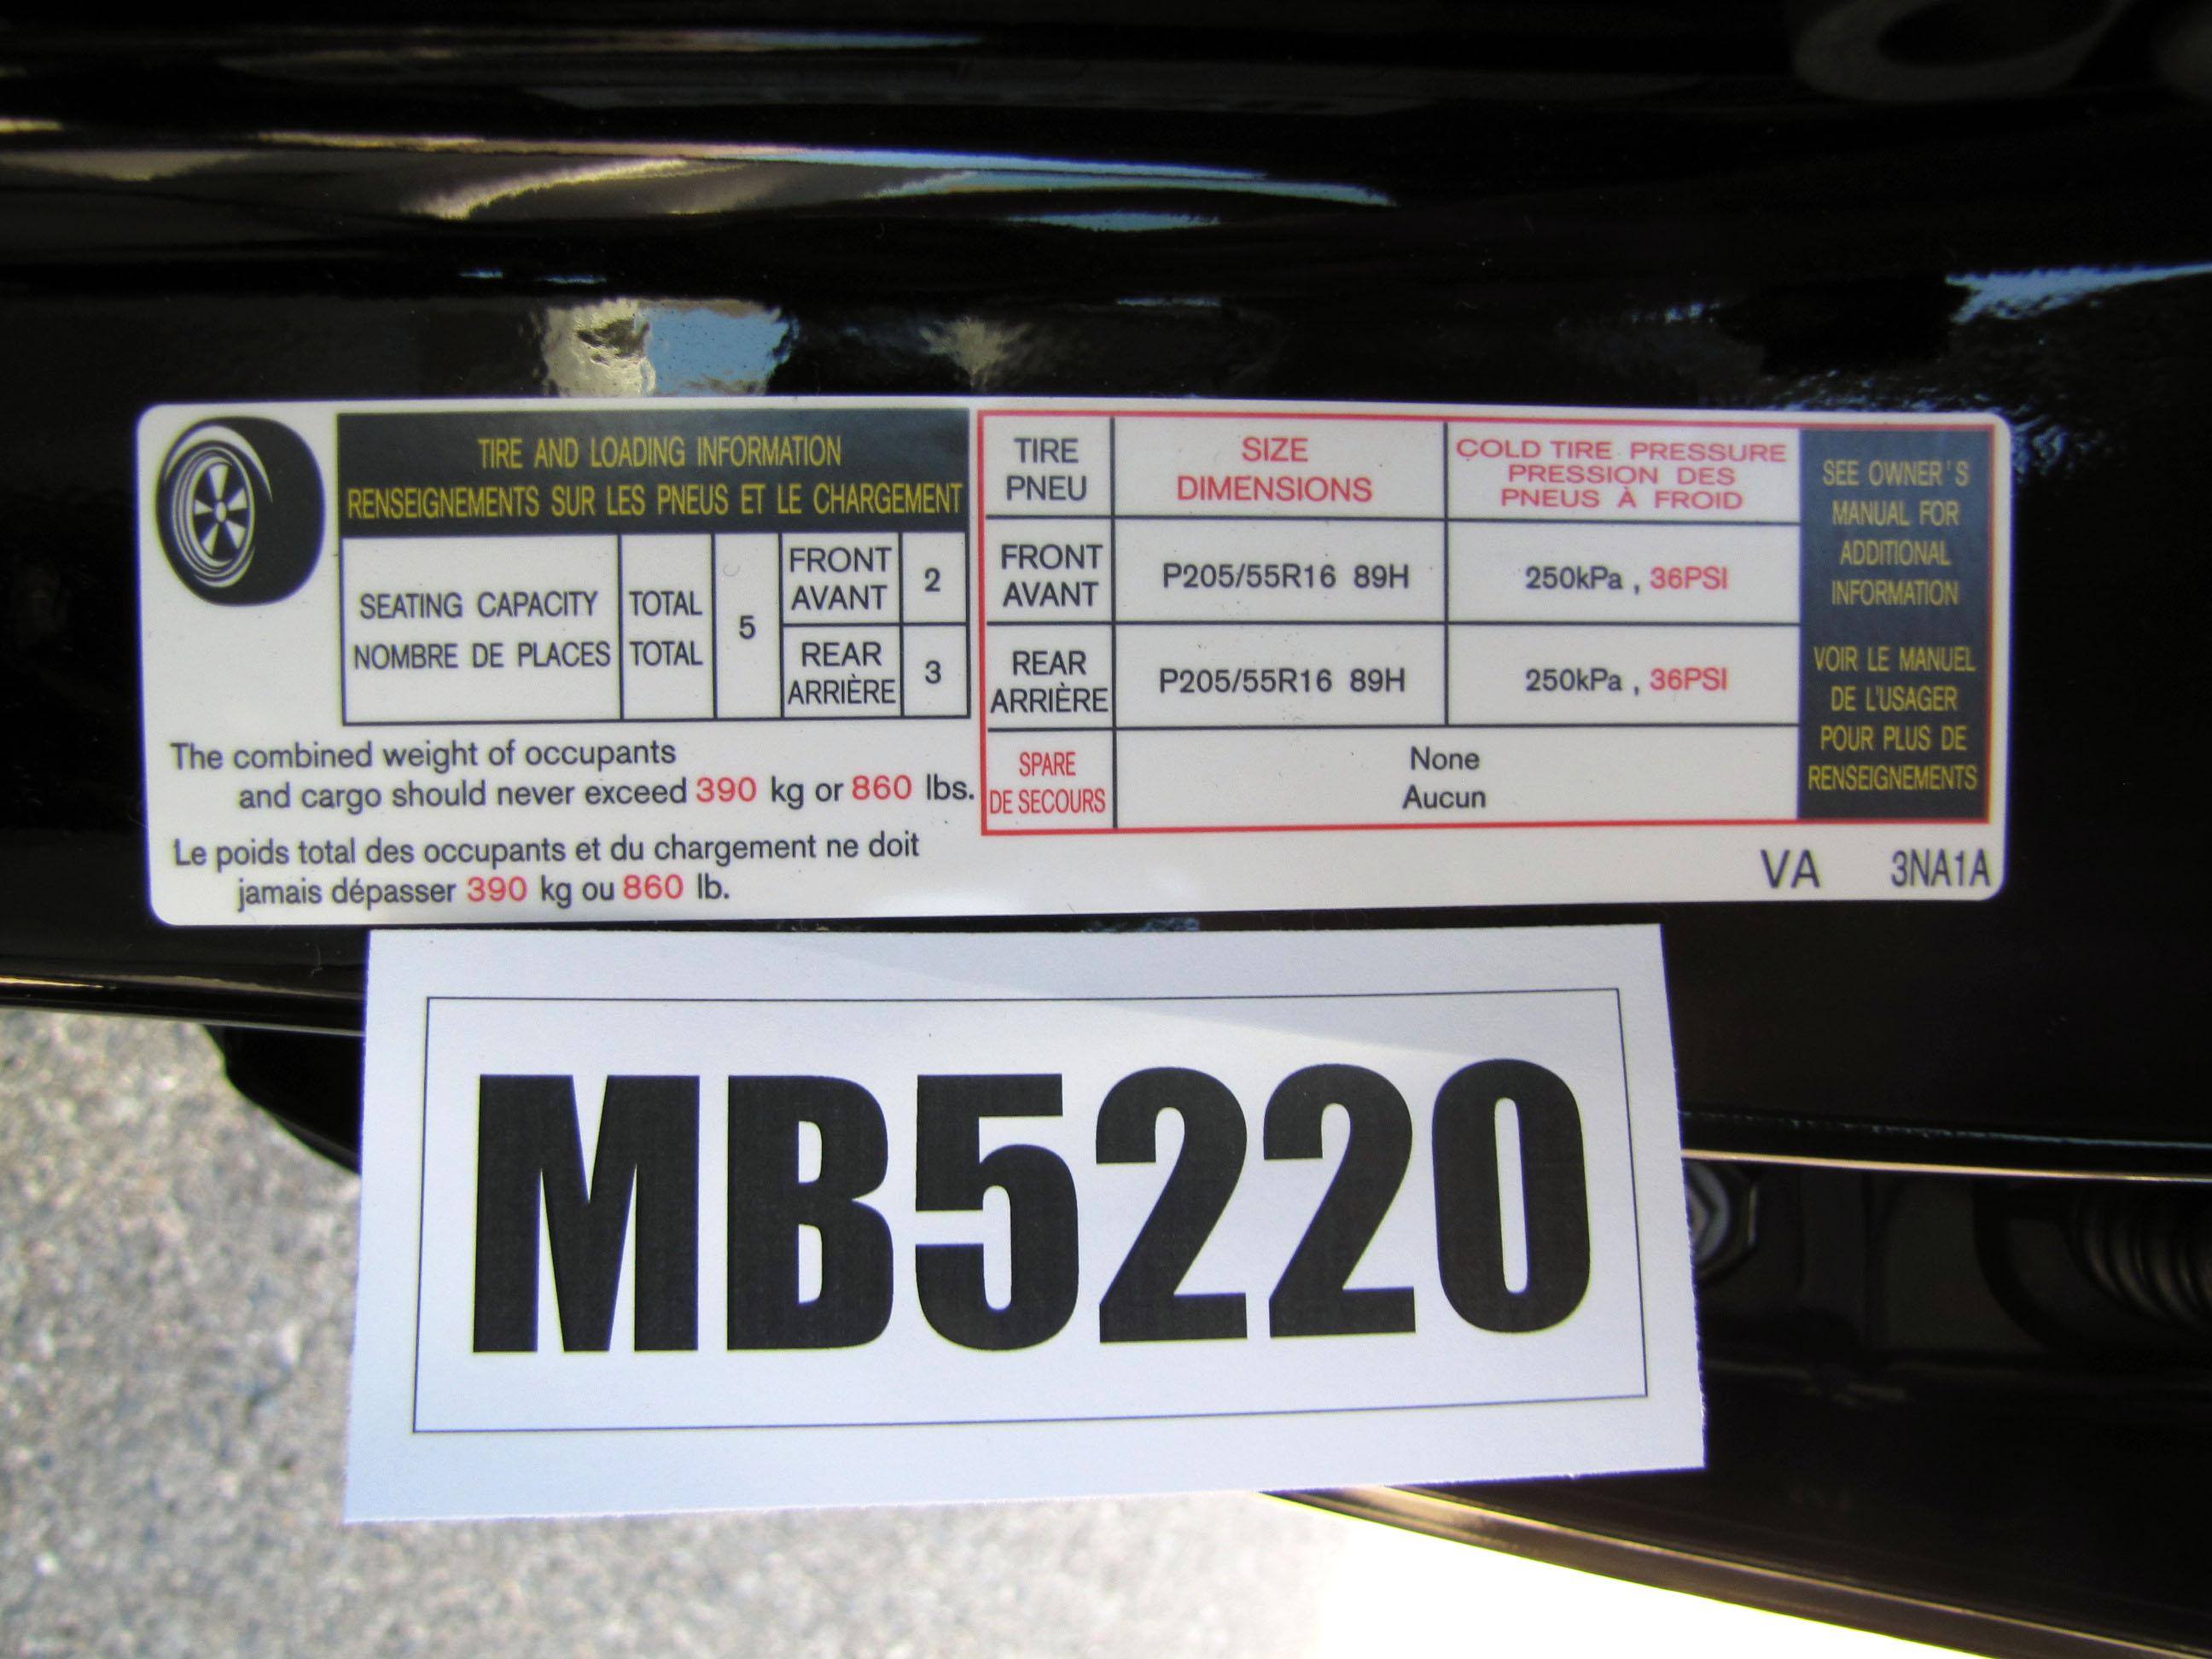 TIRE AND LOADING INFORMATION
RENSEIGNEMENTS SUR LES PNEUS ET LE CHARGEMENT
SEATING CAPACITY
NOMBRE DE PLACES
TOTAL
TOTAL
5
FRONT
AVANT
2
REAR
ARRIÈRE
3
The combined weight of occupants
and cargo should never exceed 390 kg or 860 lbs.
Le poids total des occupants et du chargement ne doit
jamais dépasser 390 kg ou 860 lb.
TIRE
PNEU
SIZE
DIMENSIONS
COLD TIRE PRESSURE
PRESSION DES
PNEUS À FROID
FRONT
AVANT
P205/55R16 89H
250kPa , 36PSI
REAR
ARRIÈRE
P205/55R16 89H
250kPa , 36PSI
SPARE
DE SECOURS
None
Aucun
SEE OWNER'S
MANUAL FOR
ADDITIONAL
INFORMATION
VOIR LE MANUEL
DE L'USAGER
POUR PLUS DE
RENSEIGNEMENTS
VA 3NA1A
MB5220